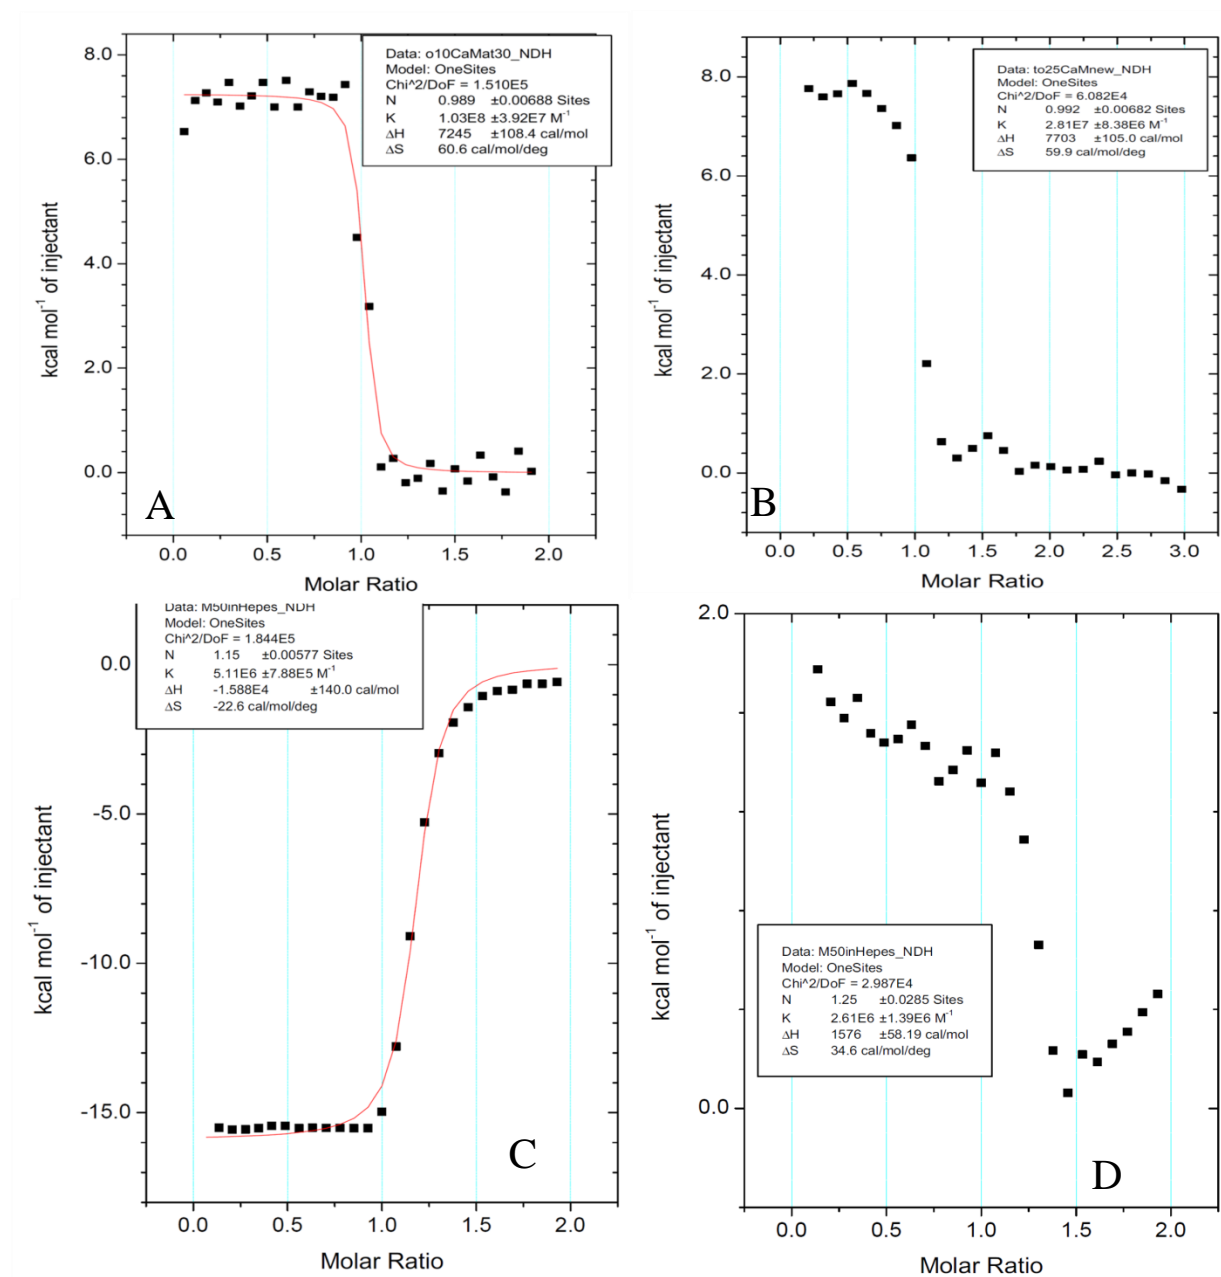 Data: o10CaMat30_NDH
Model: OneSites
Chi^2/DoF = 1.510E5
N 0.989 ±0.00688 Sites
K 1.03E8 ±3.92E7 M⁻¹
ΔH 7245 ±108.4 cal/mol
ΔS 60.6 cal/mol/deg
8.0
6.0
4.0
2.0
0.0
kcal mol⁻¹ of injectant
A
0.0 0.5 1.0 1.5 2.0
Molar Ratio
Data: to25CaMnew_NDH
Model: OneSites
Chi^2/DoF = 6.082E4
N 0.992 ±0.00682 Sites
K 2.81E7 ±8.38E6 M⁻¹
ΔH 7703 ±105.0 cal/mol
ΔS 59.9 cal/mol/deg
8.0
6.0
4.0
2.0
0.0
kcal mol⁻¹ of injectant
B
0.0 0.5 1.0 1.5 2.0 2.5 3.0
Molar Ratio
Data: M50inHepes_NDH
Model: OneSites
Chi^2/DoF = 1.844E5
N 1.15 ±0.00577 Sites
K 5.11E6 ±7.88E5 M⁻¹
ΔH -1.588E4 ±140.0 cal/mol
ΔS -22.6 cal/mol/deg
0.0
-5.0
-10.0
-15.0
kcal mol⁻¹ of injectant
C
0.0 0.5 1.0 1.5 2.0
Molar Ratio
2.0
0.0
kcal mol⁻¹ of injectant
Data: M50inHepes_NDH
Model: OneSites
Chi^2/DoF = 2.987E4
N 1.25 ±0.0285 Sites
K 2.61E6 ±1.39E6 M⁻¹
ΔH 1576 ±58.19 cal/mol
ΔS 34.6 cal/mol/deg
D
0.0 0.5 1.0 1.5 2.0
Molar Ratio